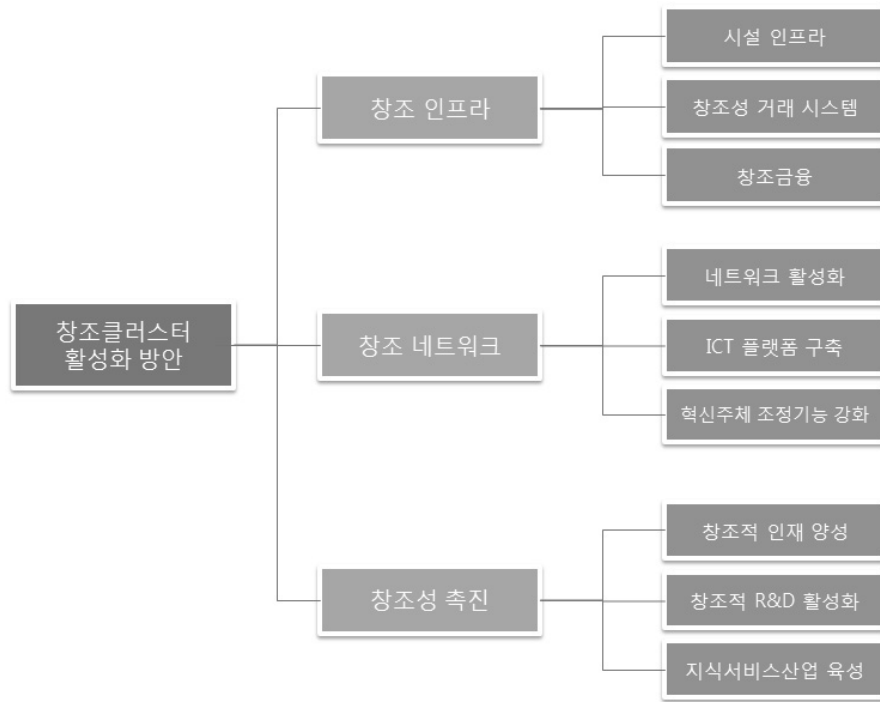 창조클러스터
활성화 방안
창조 인프라
시설 인프라
창조성 거래 시스템
창조금융
창조 네트워크
네트워크 활성화
ICT 플랫폼 구축
혁신주체 조정기능 강화
창조성 촉진
창조적 인재 양성
창조적 R&D 활성화
지식서비스산업 육성